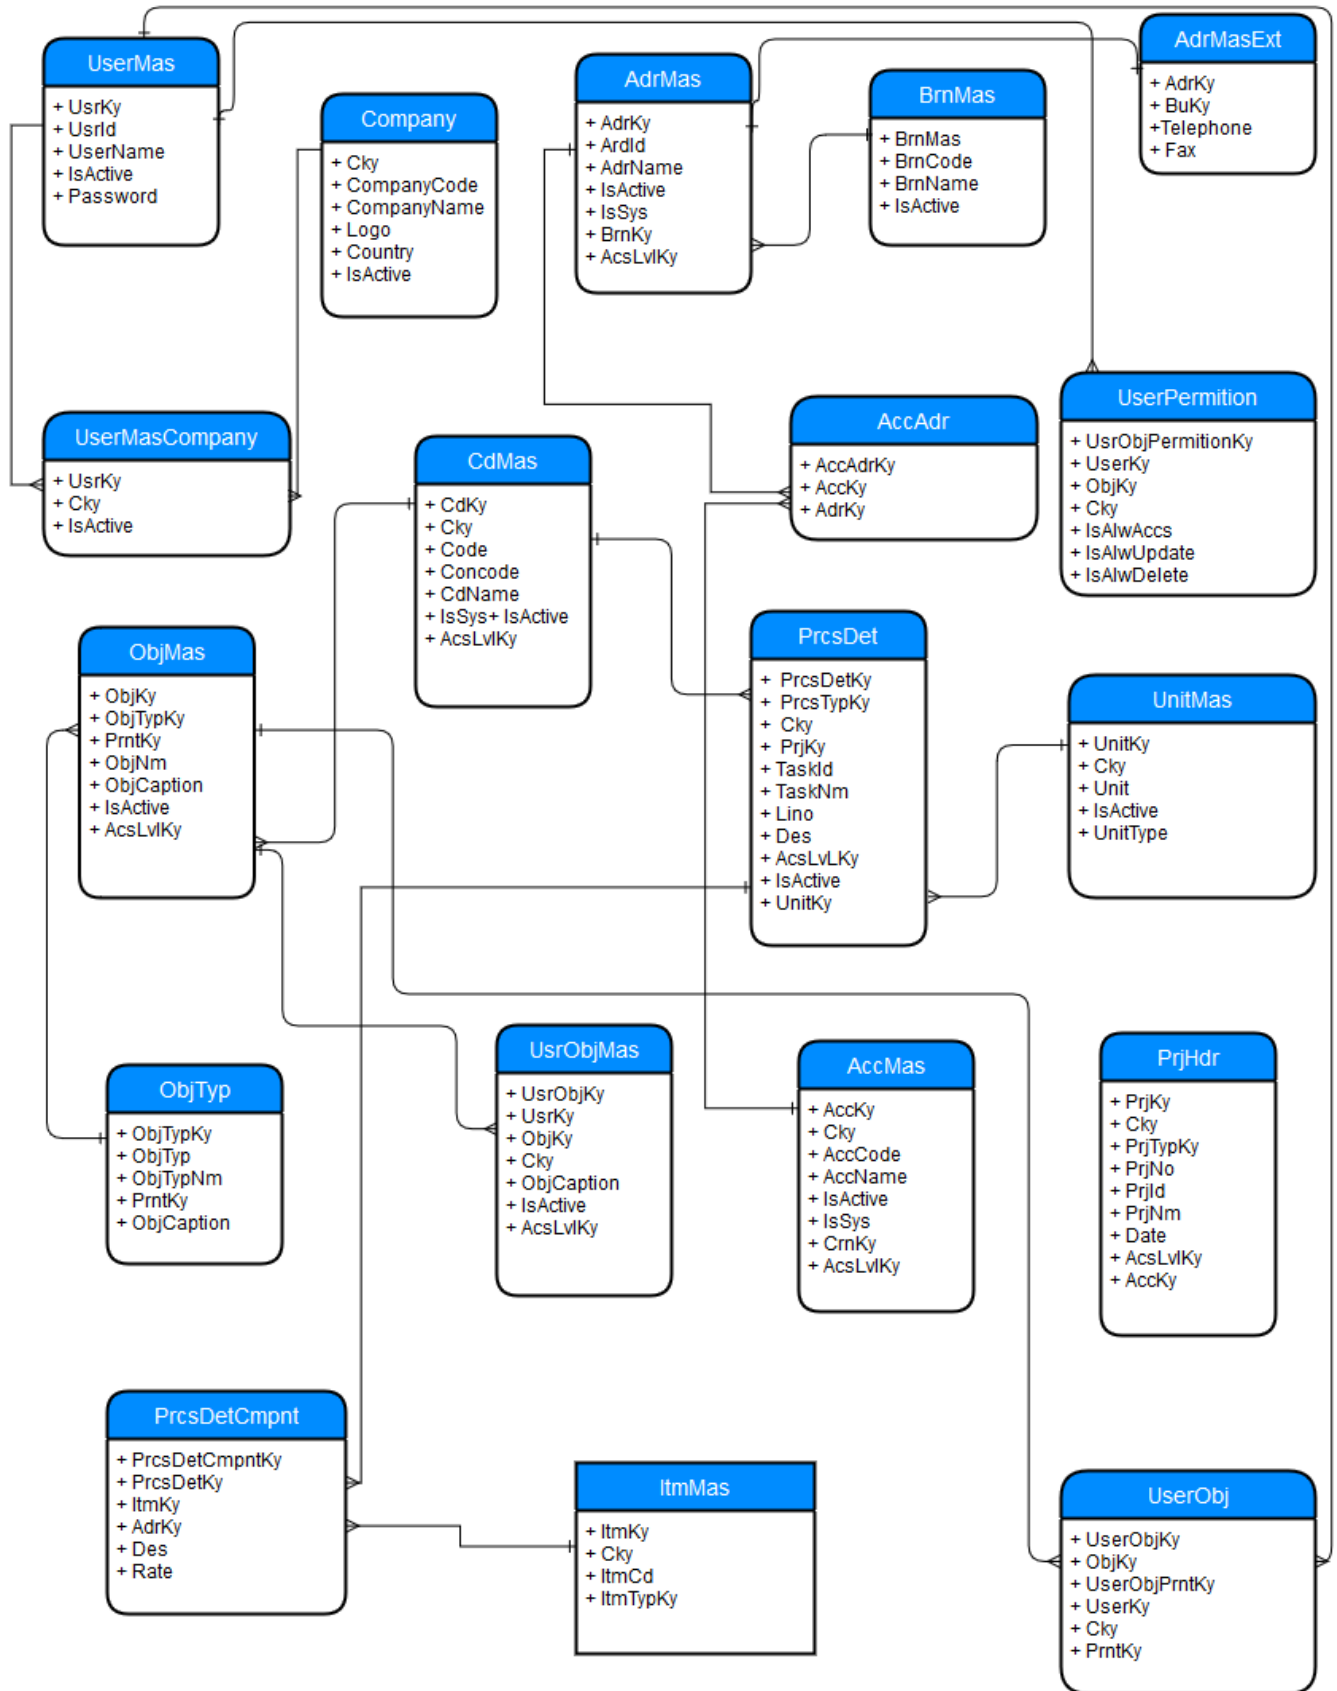 UserMas
+ UsrKy
+ UsrId
+ UserName
+ IsActive
+ Password
Company
+ Cky
+ CompanyCode
+ CompanyName
+ Logo
+ Country
+ IsActive
AdrMas
+ AdrKy
+ ArdId
+ AdrName
+ IsActive
+ IsSys
+ BrnKy
+ AcsLvlKy
BrnMas
+ BrnMas
+ BrnCode
+ BrnName
+ IsActive
AdrMasExt
+ AdrKy
+ BuKy
+Telephone
+ Fax
UserMasCompany
+ UsrKy
+ Cky
+ IsActive
CdMas
+ CdKy
+ Cky
+ Code
+ Concode
+ CdName
+ IsSys+ IsActive
+ AcsLvlKy
AccAdr
+ AccAdrKy
+ AccKy
+ AdrKy
UserPermition
+ UsrObjPermitionKy
+ UserKy
+ ObjKy
+ Cky
+ IsAlwAccs
+ IsAlwUpdate
+ IsAlwDelete
ObjMas
+ ObjKy
+ ObjTypKy
+ PrntKy
+ ObjNm
+ ObjCaption
+ IsActive
+ AcsLvlKy
PrcsDet
+ PrcsDetKy
+ PrcsTypKy
+ Cky
+ PrjKy
+ TaskId
+ TaskNm
+ Lino
+ Des
+ AcsLvLKy
+ IsActive
+ UnitKy
UnitMas
+ UnitKy
+ Cky
+ Unit
+ IsActive
+ UnitType
ObjTyp
+ ObjTypKy
+ ObjTyp
+ ObjTypNm
+ PrntKy
+ ObjCaption
UsrObjMas
+ UsrObjKy
+ UsrKy
+ ObjKy
+ Cky
+ ObjCaption
+ IsActive
+ AcsLvlKy
AccMas
+ AccKy
+ Cky
+ AccCode
+ AccName
+ IsActive
+ IsSys
+ CrnKy
+ AcsLvlKy
PrjHdr
+ PrjKy
+ Cky
+ PrjTypKy
+ PrjNo
+ PrjId
+ PrjNm
+ Date
+ AcsLvlKy
+ AccKy
PrcsDetCmpnt
+ PrcsDetCmpntKy
+ PrcsDetKy
+ ItmKy
+ AdrKy
+ Des
+ Rate
ItmMas
+ ItmKy
+ Cky
+ ItmCd
+ ItmTypKy
UserObj
+ UserObjKy
+ ObjKy
+ UserObjPrntKy
+ UserKy
+ Cky
+ PrntKy